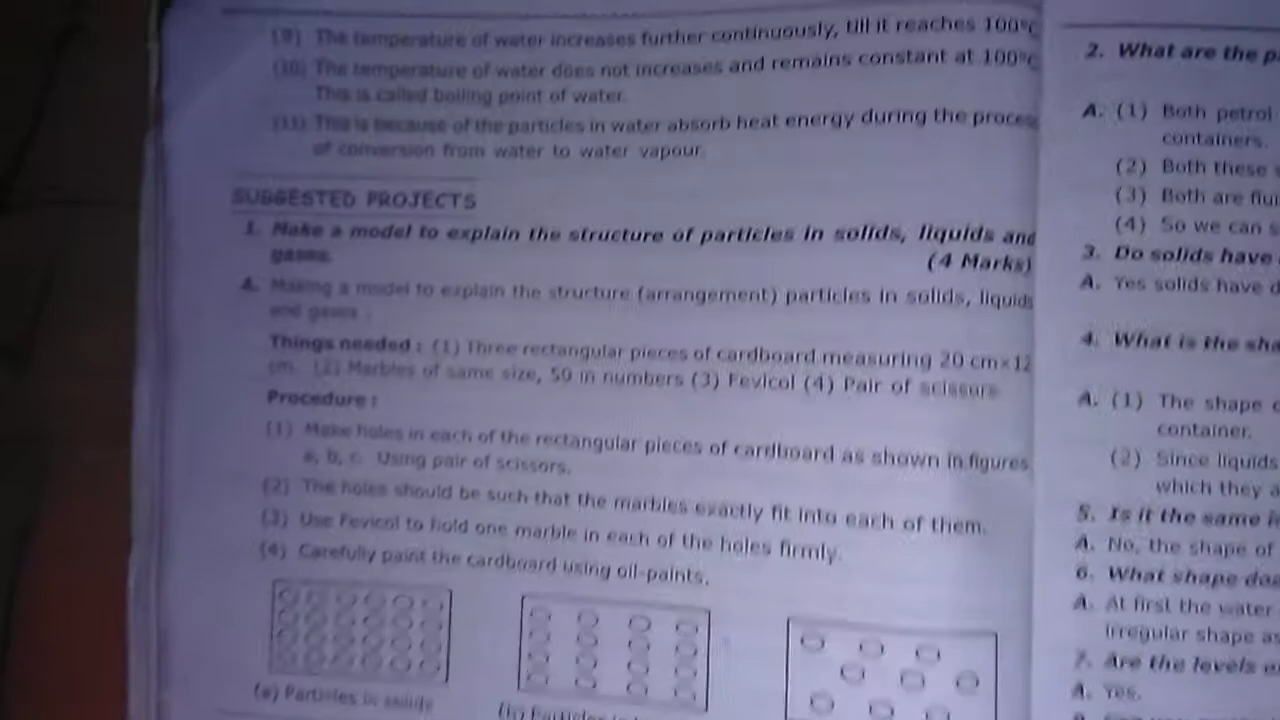 (9) The temperature of water increases further continuously, till it reaches 100°C
(10) The temperature of water does not increases and remains constant at 100°C
This is called boiling point of water.
(11) This is because of the particles in water absorb heat energy during the process
of conversion from water to water vapour.
SUGGESTED PROJECTS
1. Make a model to explain the structure of particles in solids, liquids and
gases. (4 Marks)
A. Making a model to explain the structure (arrangement) particles in solids, liquids
and gases.
Things needed : (1) Three rectangular pieces of cardboard measuring 20 cm×12
cm. (2) Marbles of same size, 50 in numbers (3) Fevicol (4) Pair of scissors
Procedure :
(1) Make holes in each of the rectangular pieces of cardboard as shown in figures
a, b, c. Using pair of scissors.
(2) The holes should be such that the marbles exactly fit into each of them.
(3) Use Fevicol to hold one marble in each of the holes firmly.
(4) Carefully paint the cardboard using oil-paints.
(a) Particles in solids
(b) Particles in
2. What are the
A. (1) Both petrol
containers.
(2) Both these
(3) Both are
(4) So we can
3. Do solids have
A. Yes solids have
4. What is the
A. (1) The shape
container.
(2) Since liquids
which they
5. Is it the same
A. No, the shape of
6. What shape
A. At first the water
irregular shape
7. Are the levels
A. Yes.